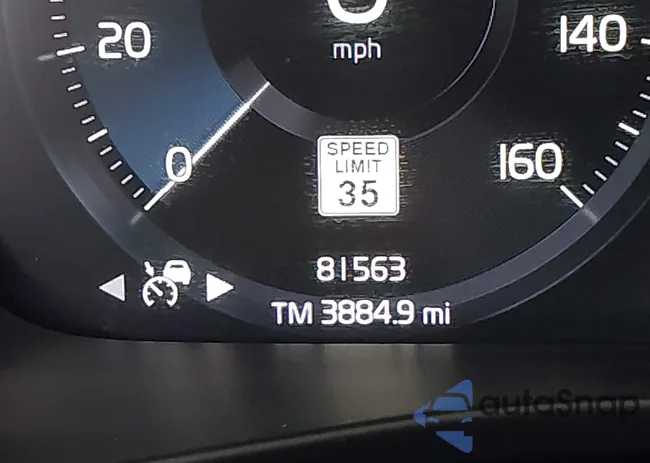 20
140
mph
0
160
SPEED
LIMIT
35
81563
TM 3884.9 mi
autoSnap